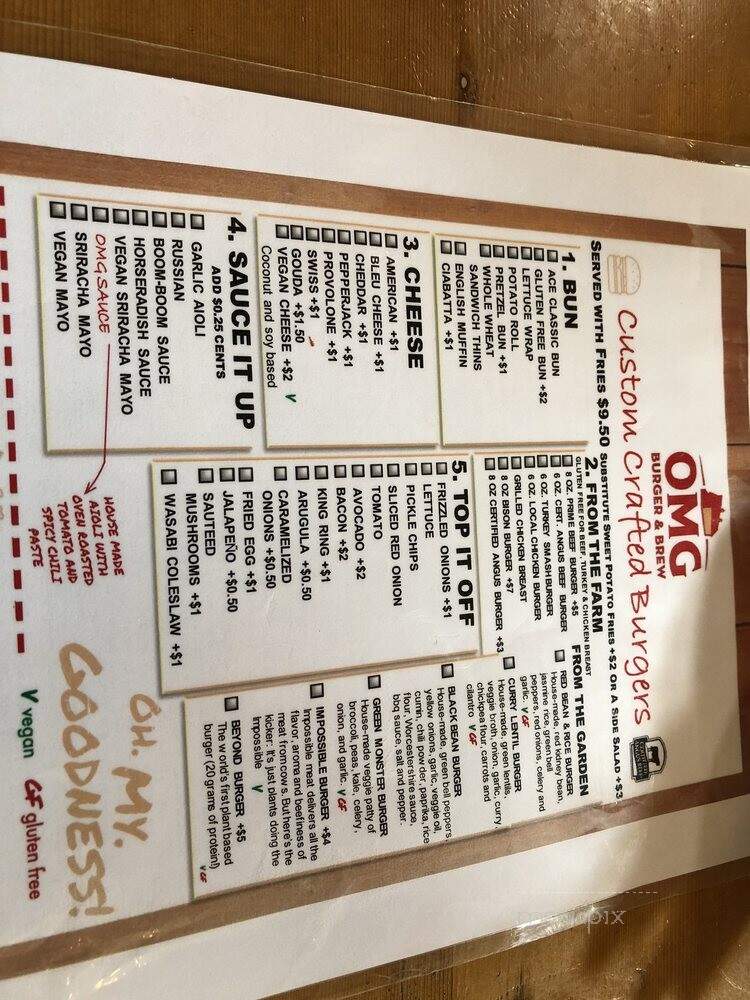 OMG
BURGER & BREW
Custom Crafted Burgers
SERVED WITH FRIES $9.50 SUBSTITUTE SWEET POTATO FRIES +$2 OR A SIDE SALAD +$3
1. BUN
ACE CLASSIC BUN
GLUTEN FREE BUN +$2
LETTUCE WRAP
POTATO ROLL
PRETZEL BUN +$1
WHOLE WHEAT
SANDWICH THINS
ENGLISH MUFFIN
CIABATTA +$1
2. FROM THE FARM
GLUTEN FREE FOR BEEF, TURKEY & CHICKEN BREAST
8 OZ. PRIME BEEF BURGER +$5
6 OZ. CERT. ANGUS BEEF BURGER
6 OZ. TURKEY SMASH BURGER
6 OZ. LOCAL CHICKEN BURGER
GRILLED CHICKEN BREAST
8 OZ BISON BURGER +$7
8 OZ CERTIFIED ANGUS BURGER +$3
FROM THE GARDEN
RED BEAN & RICE BURGER
House-made, red kidney bean,
jasmine rice, green bell
peppers, red onions, celery and
garlic. V GF
CURRY LENTIL BURGER
House-made, green lentils,
veggie broth, onion, garlic, curry,
chickpea flour, carrots and
cilantro V GF
BLACK BEAN BURGER
House-made, green bell peppers,
yellow onions, garlic, veggie oil,
cumin, chili powder, paprika, rice
flour, Worcestershire sauce,
bbq sauce, salt and pepper.
GREEN MONSTER BURGER
House-made veggie patty of
broccoli, peas, kale, celery,
onion, and garlic. V GF
IMPOSSIBLE BURGER +$4
Impossible meat delivers all the
flavor, aroma and beefiness of
meat from cows. But here's the
kicker: It's just plants doing the
Impossible V
BEYOND BURGER +$5
The world's first plant based
burger (20 grams of protein!)
V GF
3. CHEESE
AMERICAN +$1
BLEU CHEESE +$1
CHEDDAR +$1
PEPPERJACK +$1
PROVOLONE +$1
SWISS +$1
GOUDA +$1.50
VEGAN CHEESE +$2 V
Coconut and soy based
4. SAUCE IT UP
ADD $0.25 CENTS
GARLIC AIOLI
RUSSIAN
BOOM-BOOM SAUCE
HORSERADISH SAUCE
VEGAN SRIRACHA MAYO
OMG SAUCE
SRIRACHA MAYO
VEGAN MAYO
HOUSE MADE
AIOLI WITH
OVEN ROASTED
TOMATO AND
SPICY CHILI
PASTE
5. TOP IT OFF
FRIZZLED ONIONS +$1
LETTUCE
PICKLE CHIPS
SLICED RED ONION
TOMATO
AVOCADO +$2
BACON +$2
KING RING +$1
ARUGULA +$0.50
CARAMELIZED
ONIONS +$0.50
FRIED EGG +$1
JALAPEÑO +$0.50
SAUTEED
MUSHROOMS +$1
WASABI COLESLAW +$1
OH. MY.
GOODNESS!
V vegan GF gluten free